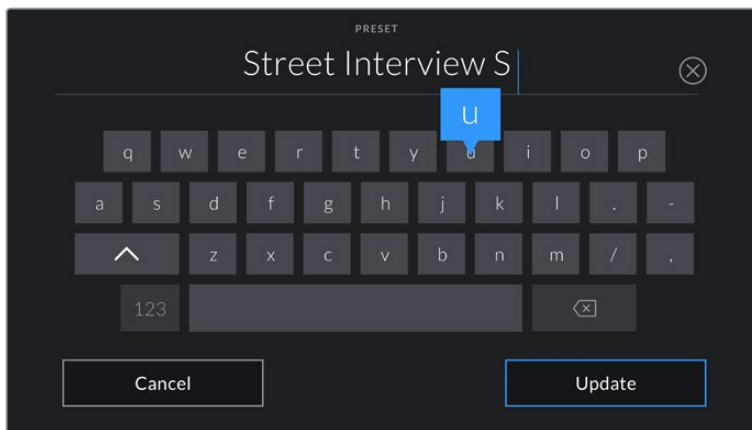 PRESET
Street Interview S
u
q w e r t y u i o p
a s d f g h j k l . -
z x c v b n m / ,
123
Cancel Update